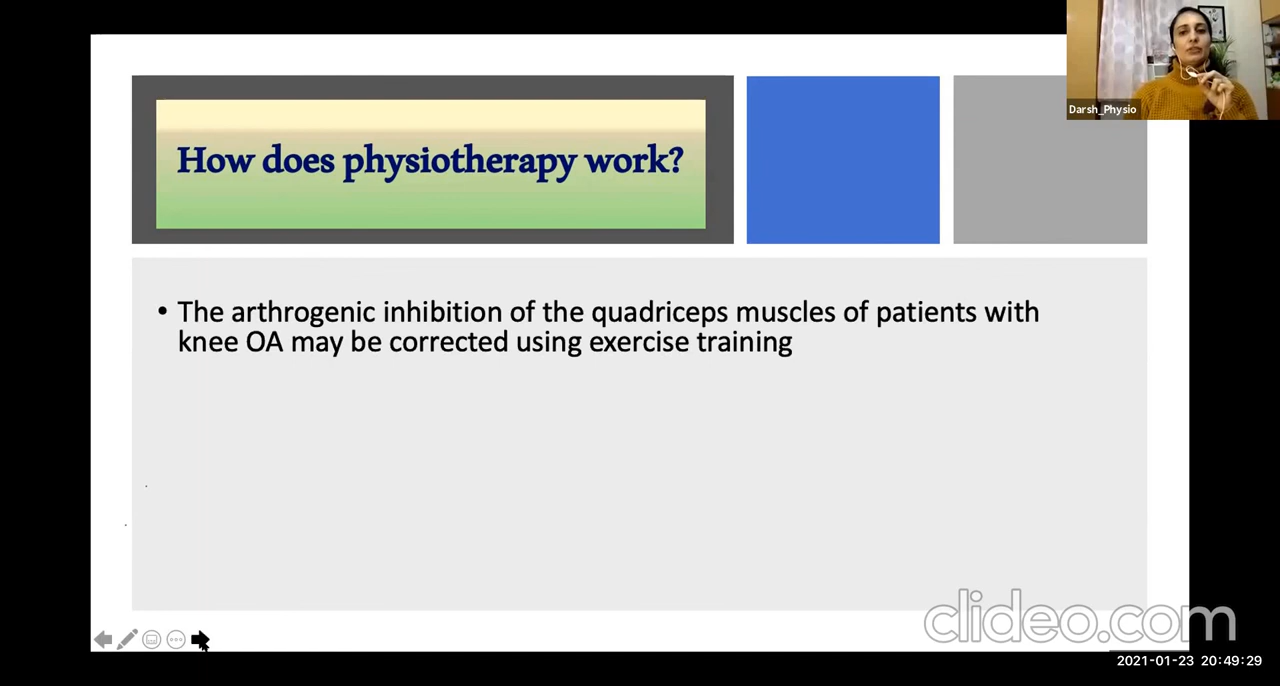 Darsh_Physio
How does physiotherapy work?
• The arthrogenic inhibition of the quadriceps muscles of patients with
knee OA may be corrected using exercise training
clideo.com
2021-01-23 20:49:29